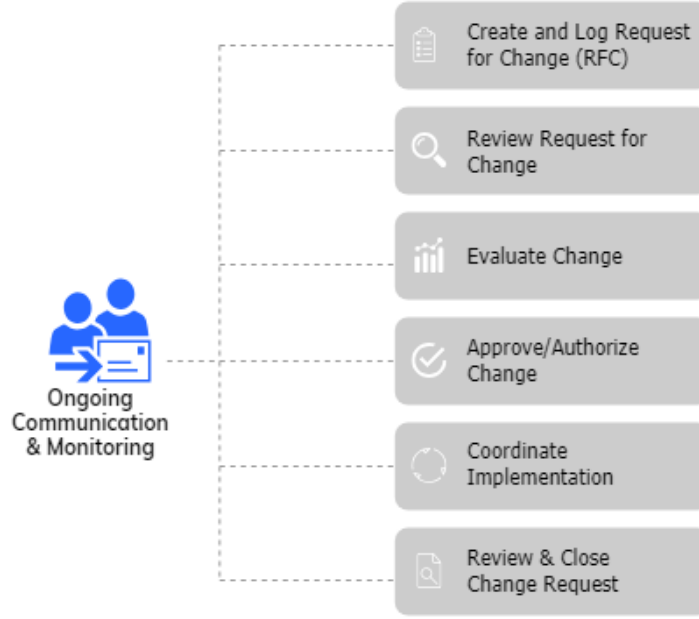 Create and Log Request
for Change (RFC)
Review Request for
Change
Evaluate Change
Approve/Authorize
Change
Coordinate
Implementation
Review & Close
Change Request
Ongoing
Communication
& Monitoring